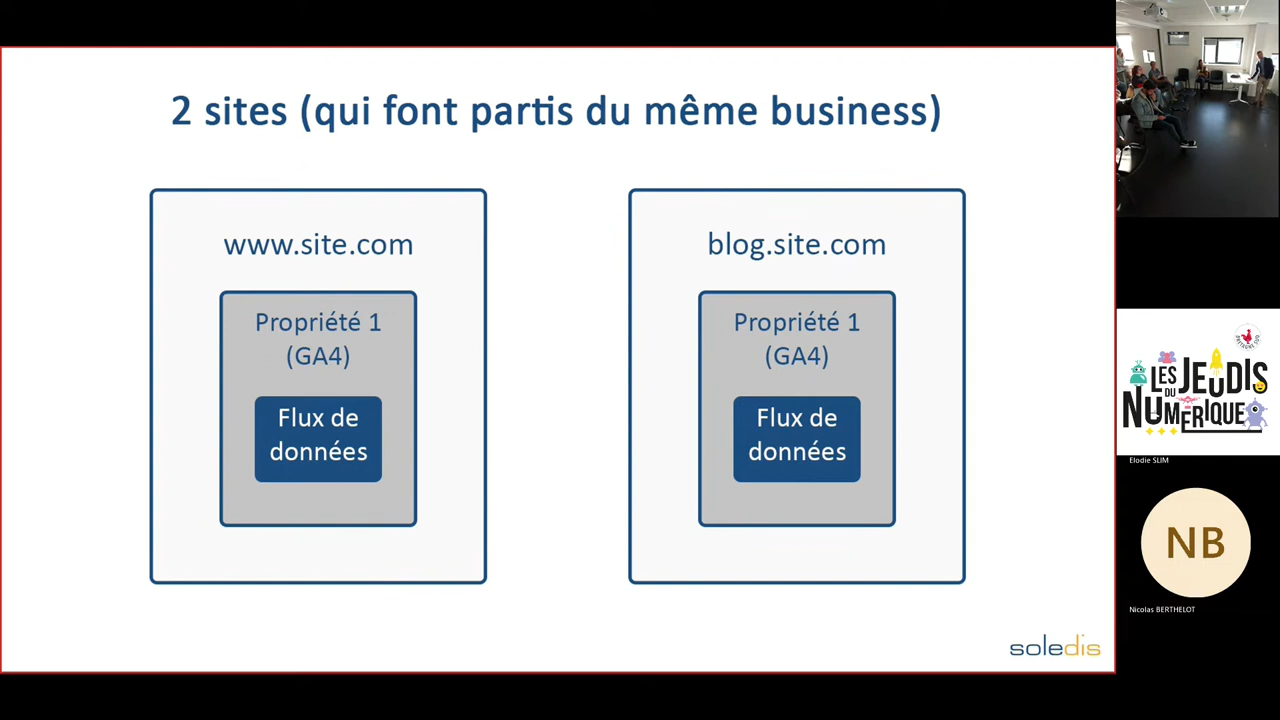 2 sites (qui font partis du même business)
www.site.com
Propriété 1
(GA4)
Flux de
données
blog.site.com
Propriété 1
(GA4)
Flux de
données
soledis
LES JEUDIS
DU
NUMERIQUE
Elodie SLIM
NB
Nicolas BERTHELOT